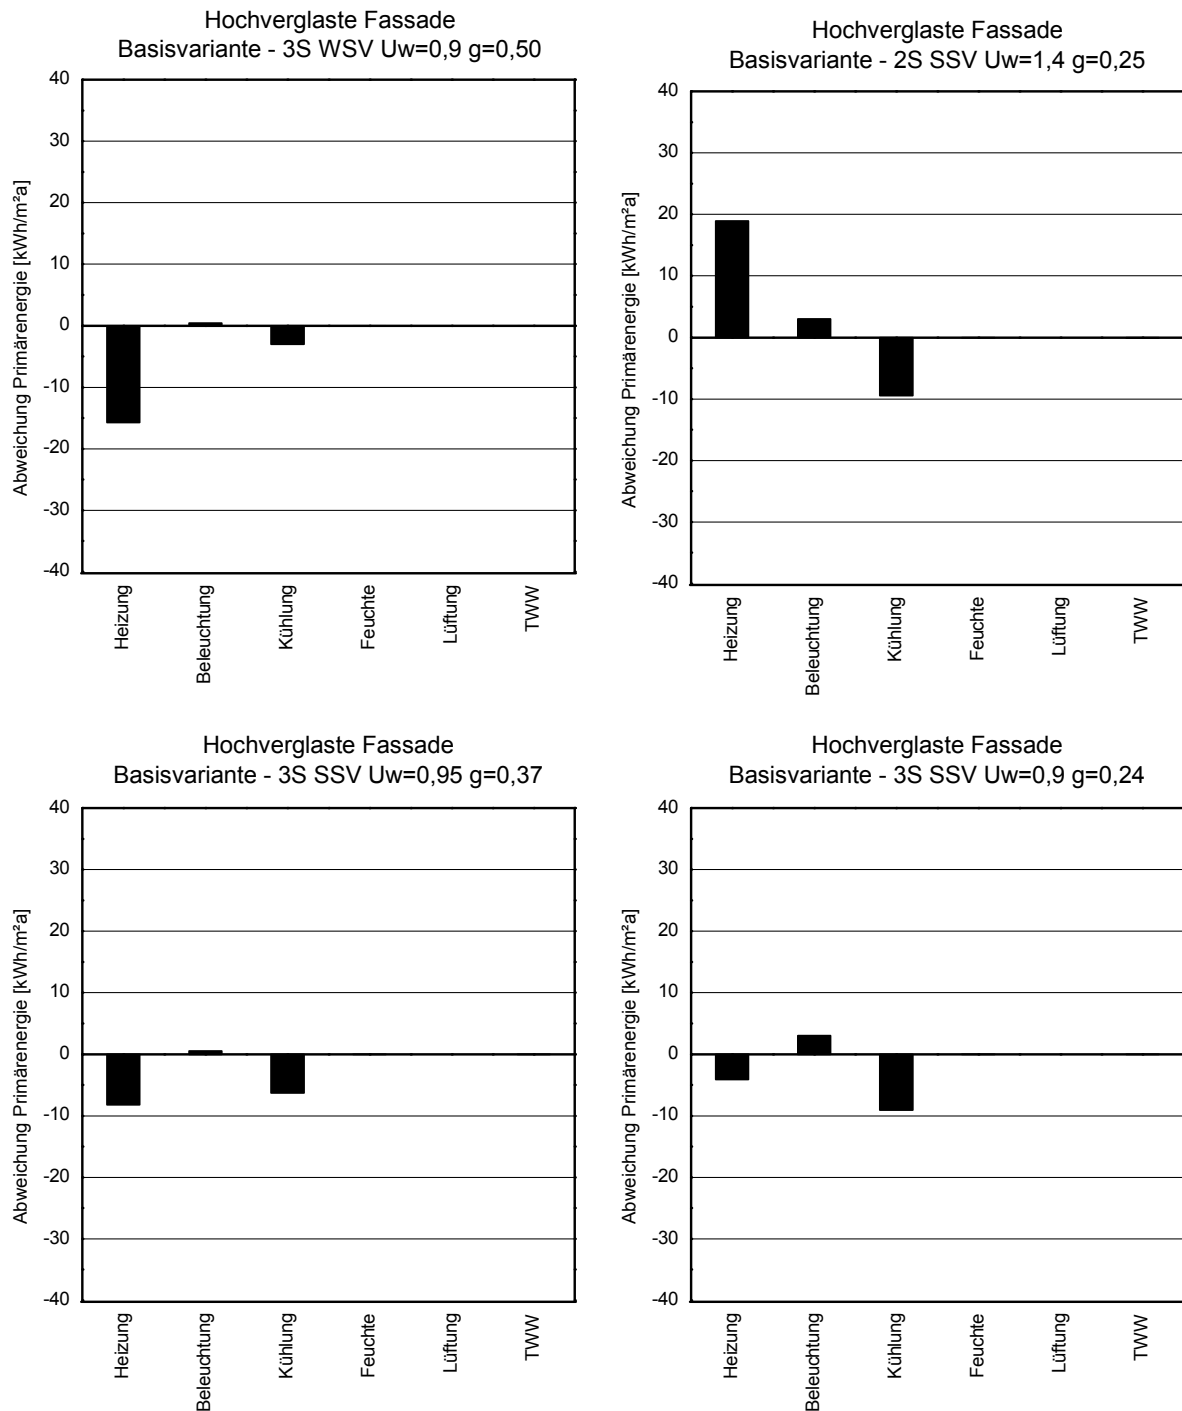 Hochverglaste Fassade
Basisvariante - 3S WSV Uw=0,9 g=0,50
Abweichung Primärenergie [kWh/m²a]
40
30
20
10
0
-10
-20
-30
-40
Heizung
Beleuchtung
Kühlung
Feuchte
Lüftung
TWW
Hochverglaste Fassade
Basisvariante - 2S SSV Uw=1,4 g=0,25
Abweichung Primärenergie [kWh/m²a]
40
30
20
10
0
-10
-20
-30
-40
Heizung
Beleuchtung
Kühlung
Feuchte
Lüftung
TWW
Hochverglaste Fassade
Basisvariante - 3S SSV Uw=0,95 g=0,37
Abweichung Primärenergie [kWh/m²a]
40
30
20
10
0
-10
-20
-30
-40
Heizung
Beleuchtung
Kühlung
Feuchte
Lüftung
TWW
Hochverglaste Fassade
Basisvariante - 3S SSV Uw=0,9 g=0,24
Abweichung Primärenergie [kWh/m²a]
40
30
20
10
0
-10
-20
-30
-40
Heizung
Beleuchtung
Kühlung
Feuchte
Lüftung
TWW